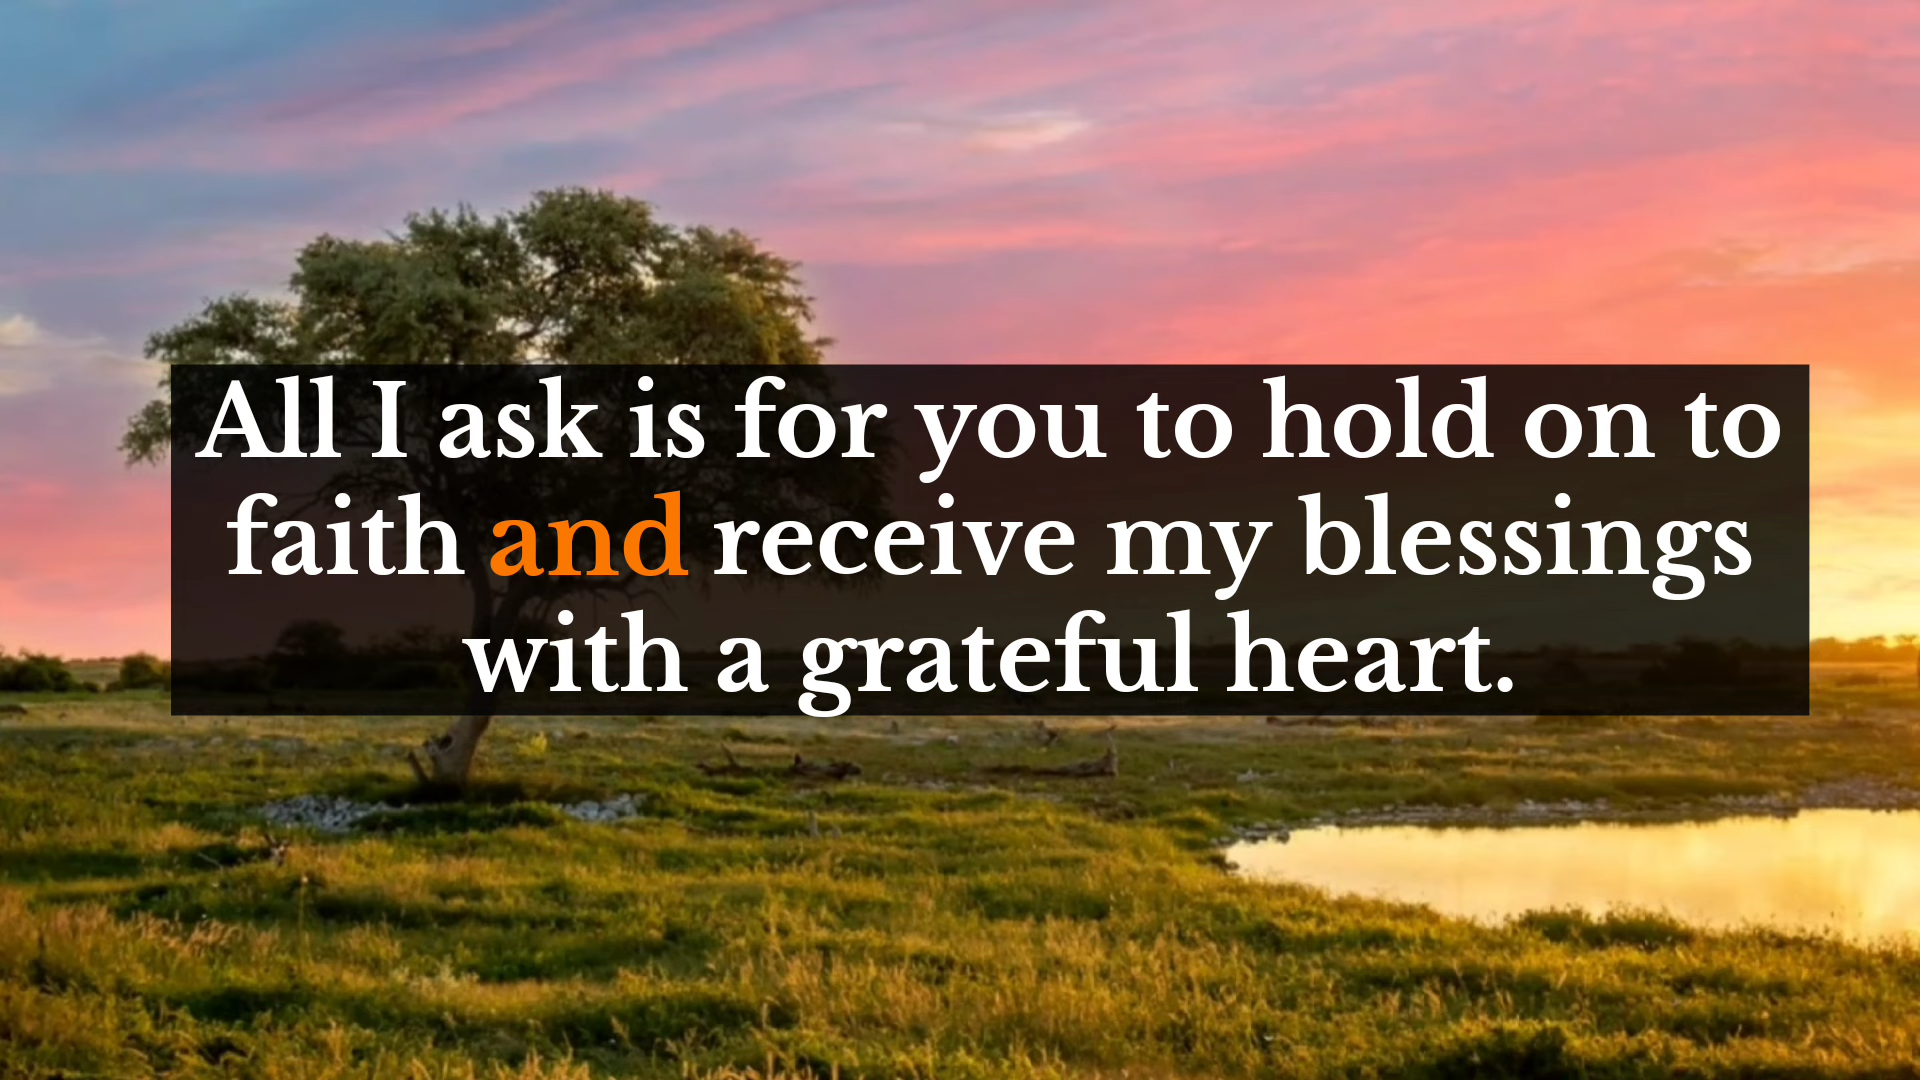 All I ask is for you to hold on to
faith and receive my blessings
with a grateful heart.